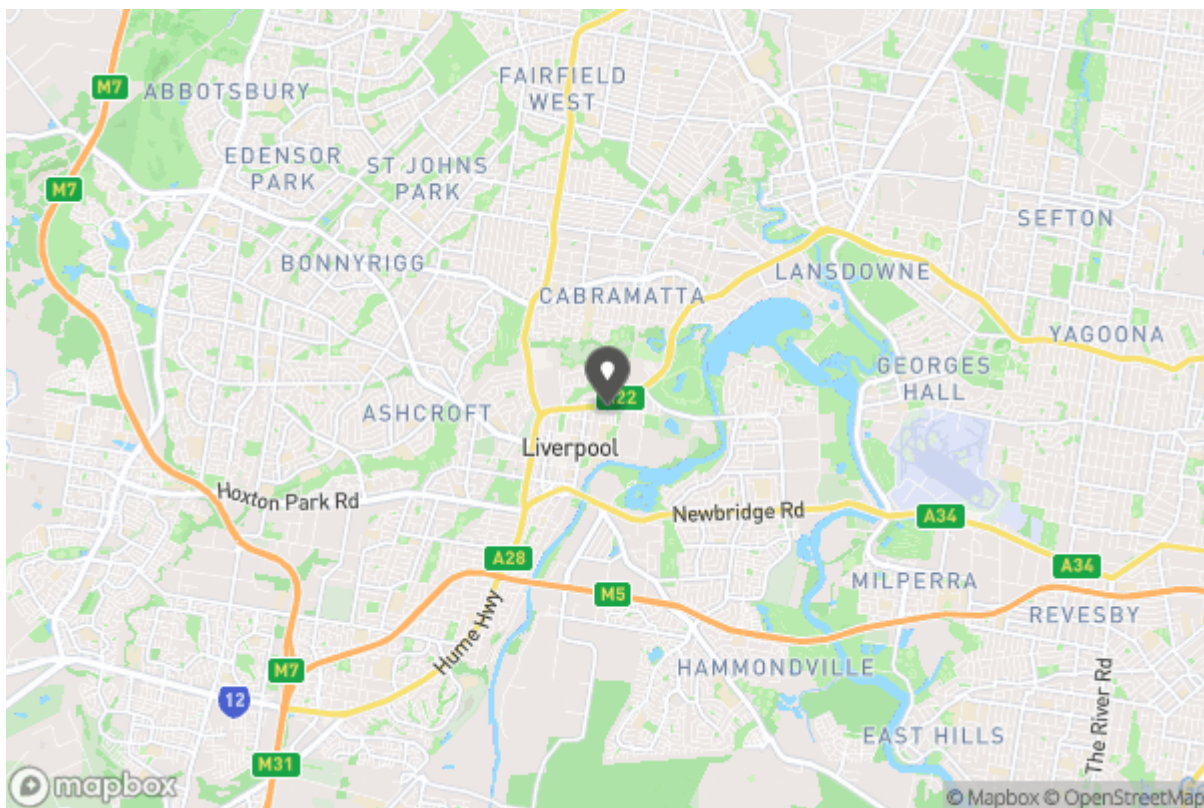 FAIRFIELD
WEST
M7
ABBOTSBURY
EDENSOR
PARK
ST JOHNS
PARK
M7
SEFTON
BONNYRIGG
LANSDOWNE
CABRAMATTA
YAGOONA
GEORGES
HALL
22
ASHCROFT
Liverpool
Hoxton Park Rd
Newbridge Rd
A34
A28
A34
M5
MILPERRA
REVESBY
Hume Hwy
M7
HAMMONDVILLE
12
The River Rd
EAST HILLS
M31
mapbox
© Mapbox © OpenStreetMap